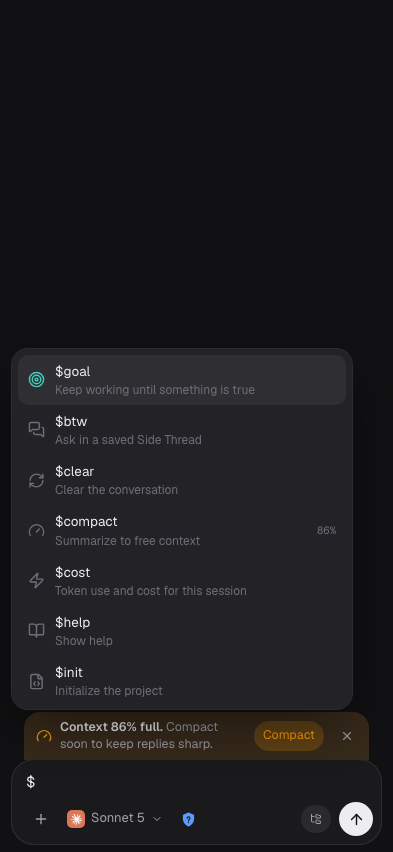 $goal
Keep working until something is true
$btw
Ask in a saved Side Thread
$clear
Clear the conversation
$compact
Summarize to free context
86%
$cost
Token use and cost for this session
$help
Show help
$init
Initialize the project
Context 86% full. Compact
soon to keep replies sharp.
Compact
$
Sonnet 5